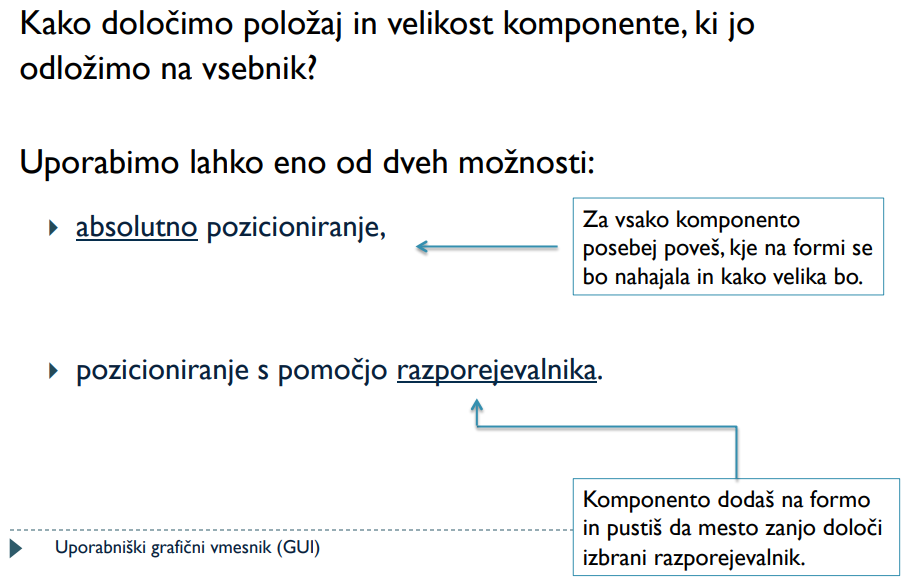 Kako določimo položaj in velikost komponente, ki jo
odložimo na vsebnik?
Uporabimo lahko eno od dveh možnosti:
absolutno pozicioniranje,
Za vsako komponento
posebej poveš, kje na formi se
bo nahajala in kako velika bo.
pozicioniranje s pomočjo razporejevalnika.
Komponento dodaš na formo
in pustiš da mesto zanjo določi
izbrani razporejevalnik.
Uporabniški grafični vmesnik (GUI)